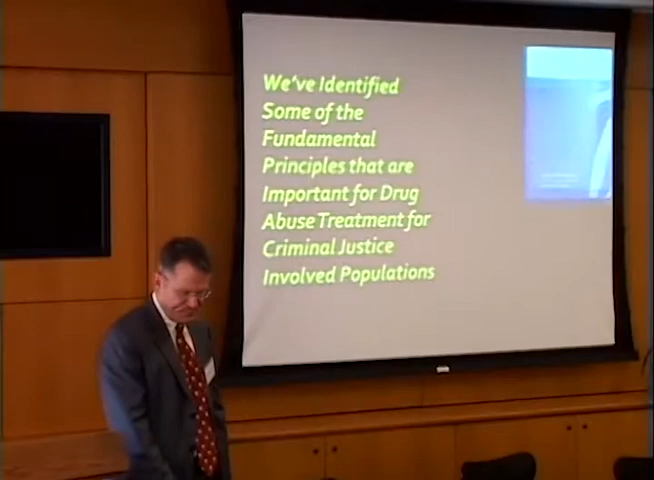 We've Identified
Some of the
Fundamental
Principles that are
Important for Drug
Abuse Treatment for
Criminal Justice
Involved Populations